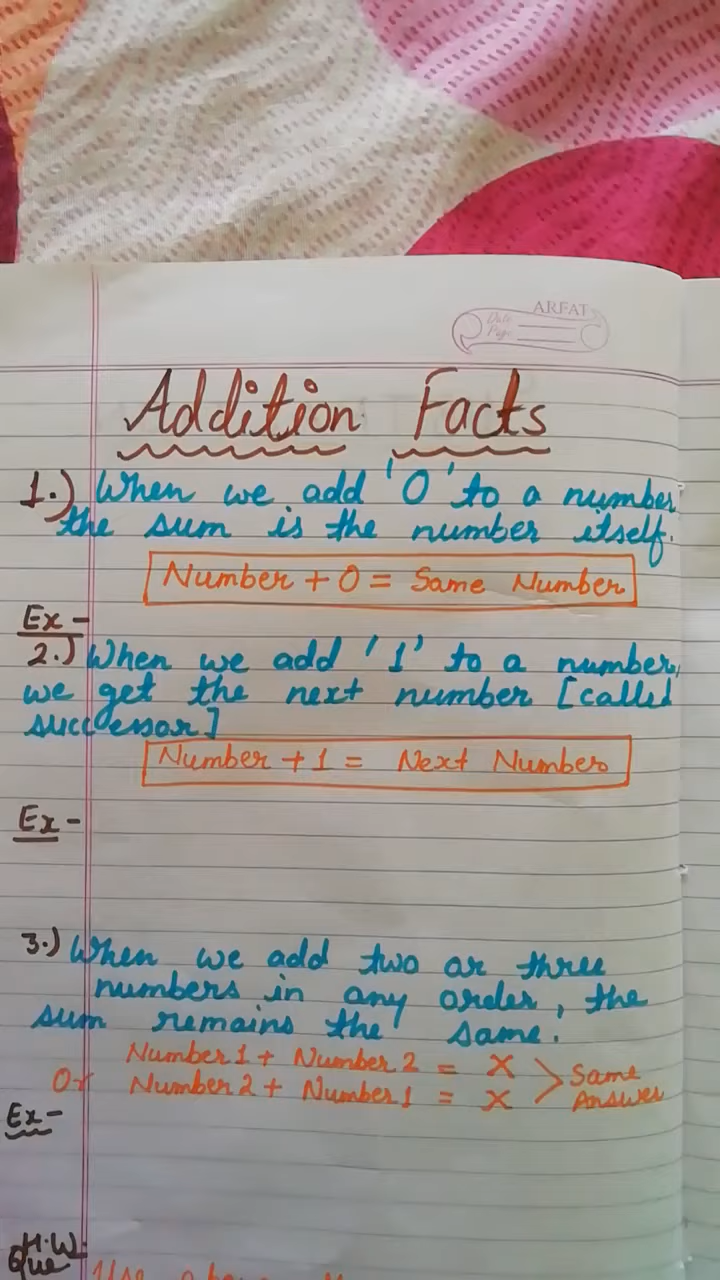 ARFAT
Date
Page
Addition Facts
1.) When we add '0' to a number
the sum is the number itself.
Number + 0 = Same Number
Ex -
2.) When we add '1' to a number,
we get the next number [called
successor]
Number + 1 = Next Number
Ex -
3.) When we add two or three
numbers in any order, the
sum remains the same.
Number 1 + Number 2 = X
Or Number 2 + Number 1 = X > Same Answer
Ex -
H.W.
Que